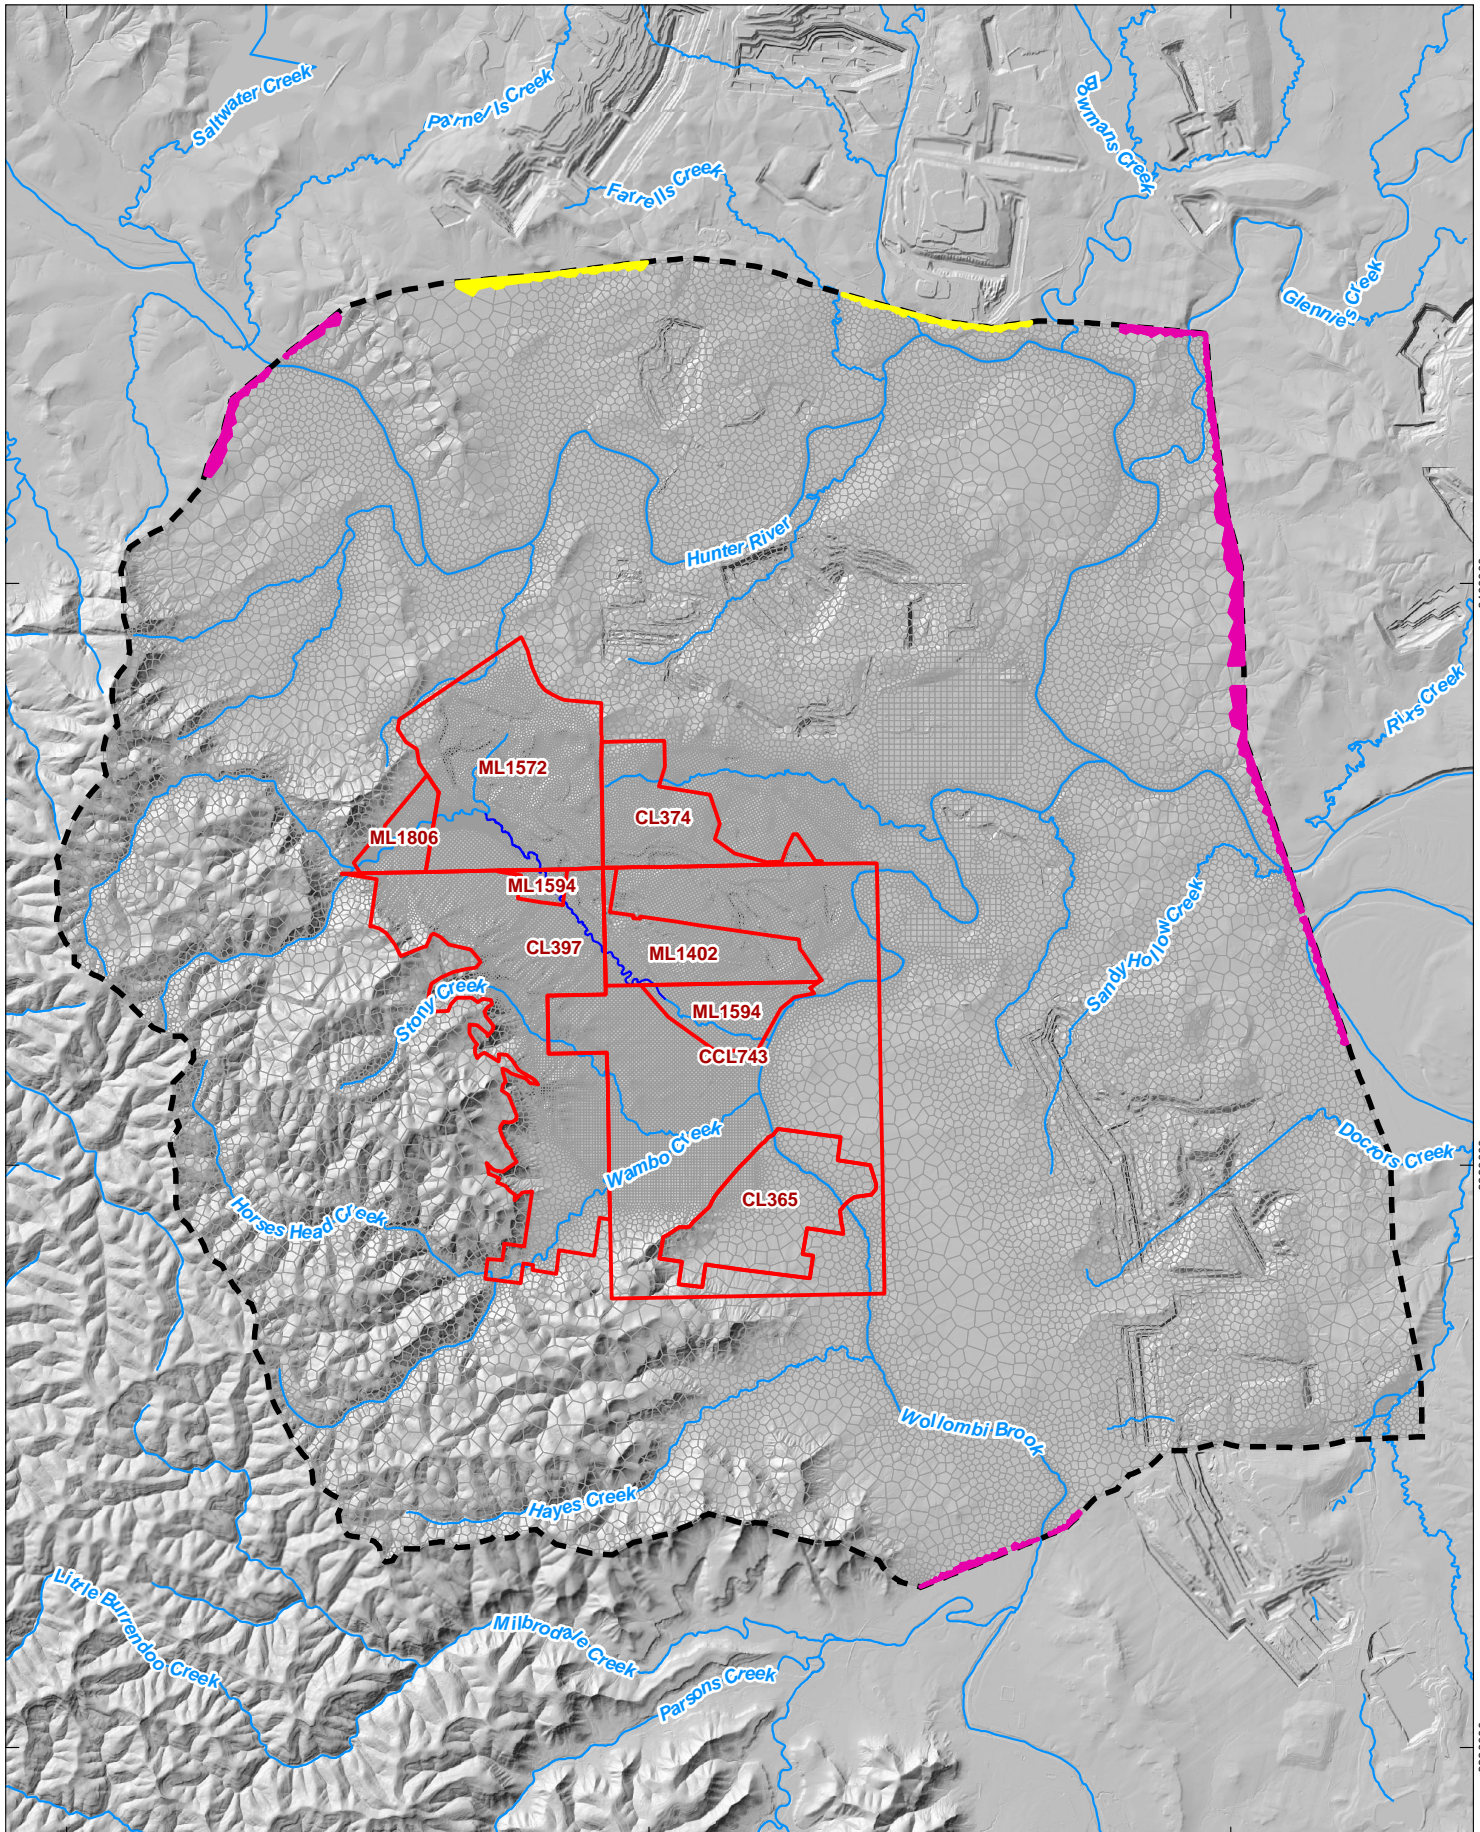 Saltwater Creek
Parnells Creek
Bowmans Creek
Farrells Creek
Glennies Creek
Hunter River
Rixs Creek
ML1572
CL374
ML1806
ML1594
CL397
ML1402
Sandy Hollow Creek
Stony Creek
ML1594
CCL743
Wambo Creek
Doctors Creek
CL365
Horses Head Creek
Wollombi Brook
Hayes Creek
Little Burrendoo Creek
Milbrodale Creek
Parsons Creek